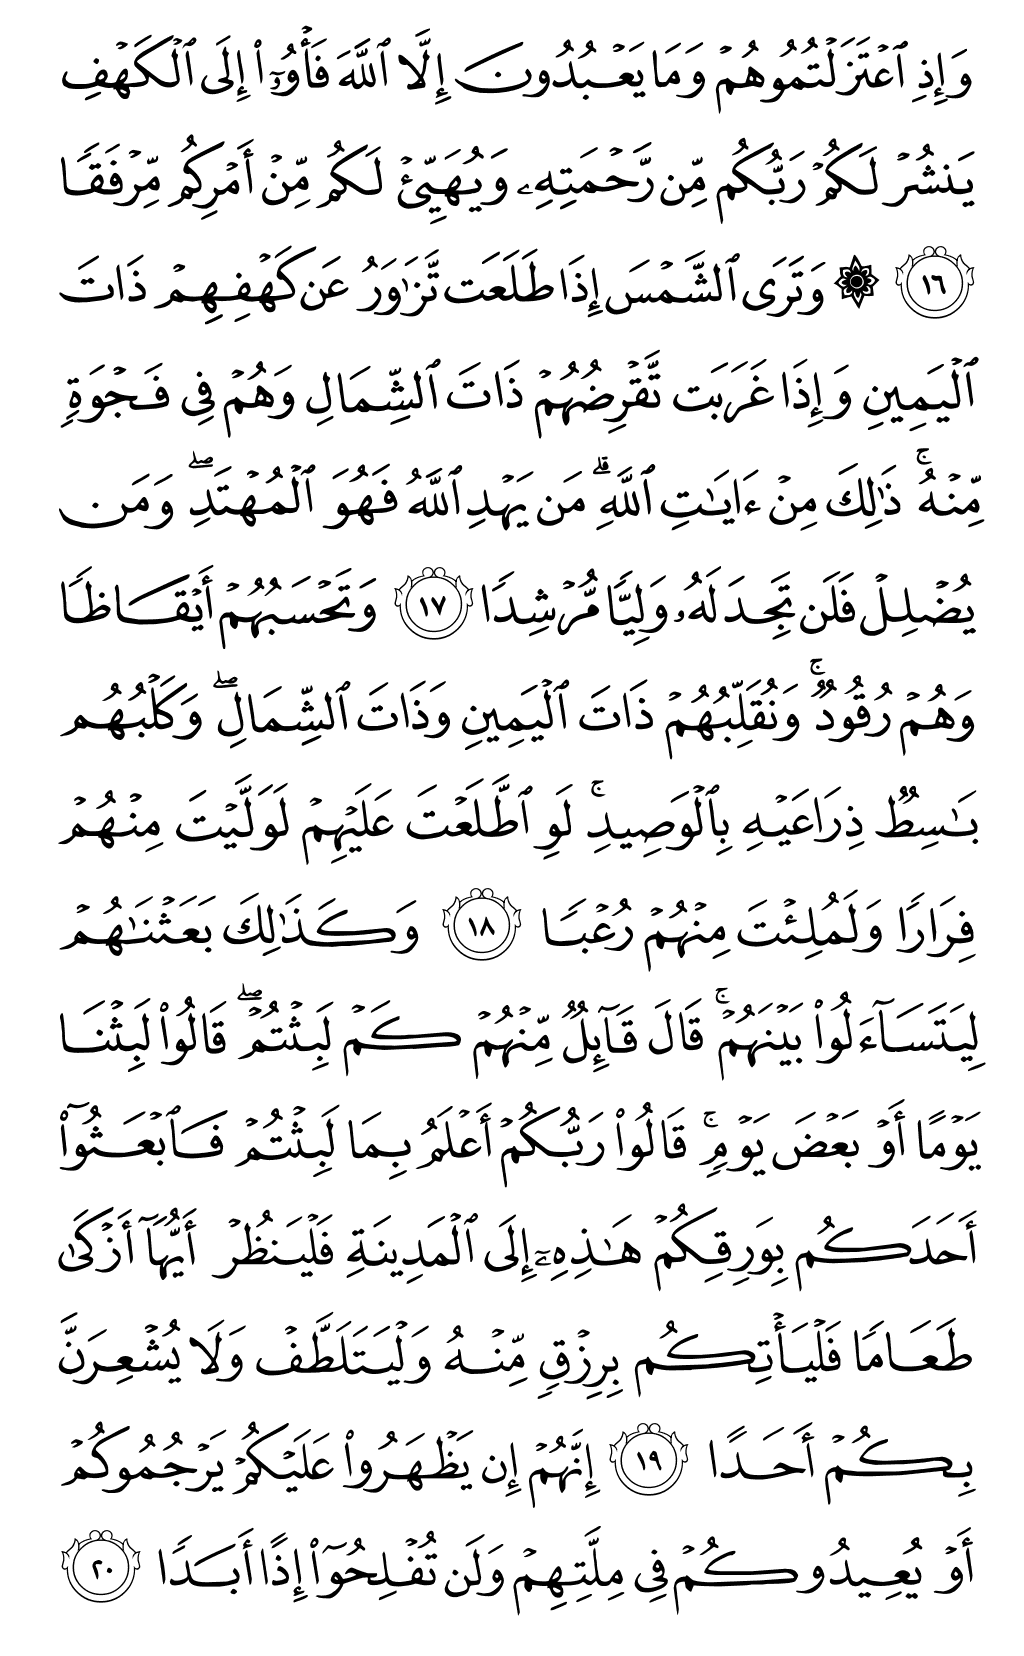 وَإِذِ ٱعۡتَزَلۡتُمُوهُمۡ وَمَا يَعۡبُدُونَ إِلَّا ٱللَّهَ فَأۡوُۥٓاْ إِلَى ٱلۡكَهۡفِ
يَنشُرۡ لَكُمۡ رَبُّكُم مِّن رَّحۡمَتِهِۦ وَيُهَيِّئۡ لَكُم مِّنۡ أَمۡرِكُم مِّرۡفَقٗا
١٦ ۞ وَتَرَى ٱلشَّمۡسَ إِذَا طَلَعَت تَّزَٰوَرُ عَن كَهۡفِهِمۡ ذَاتَ
ٱلۡيَمِينِ وَإِذَا غَرَبَت تَّقۡرِضُهُمۡ ذَاتَ ٱلشِّمَالِ وَهُمۡ فِي فَجۡوَةٖ
مِّنۡهُۚ ذَٰلِكَ مِنۡ ءَايَٰتِ ٱللَّهِۗ مَن يَهۡدِ ٱللَّهُ فَهُوَ ٱلۡمُهۡتَدِۖ وَمَن
يُضۡلِلۡ فَلَن تَجِدَ لَهُۥ وَلِيّٗا مُّرۡشِدٗا ١٧ وَتَحۡسَبُهُمۡ أَيۡقَاظٗا
وَهُمۡ رُقُودٞۚ وَنُقَلِّبُهُمۡ ذَاتَ ٱلۡيَمِينِ وَذَاتَ ٱلشِّمَالِۖ وَكَلۡبُهُم
بَٰسِطٞ ذِرَاعَيۡهِ بِٱلۡوَصِيدِۚ لَوِ ٱطَّلَعۡتَ عَلَيۡهِمۡ لَوَلَّيۡتَ مِنۡهُمۡ
فِرَارٗا وَلَمُلِئۡتَ مِنۡهُمۡ رُعۡبٗا ١٨ وَكَذَٰلِكَ بَعَثۡنَٰهُمۡ
لِيَتَسَآءَلُواْ بَيۡنَهُمۡۚ قَالَ قَآئِلٞ مِّنۡهُمۡ كَمۡ لَبِثۡتُمۡۖ قَالُواْ لَبِثۡنَا
يَوۡمًا أَوۡ بَعۡضَ يَوۡمٖۚ قَالُواْ رَبُّكُمۡ أَعۡلَمُ بِمَا لَبِثۡتُمۡ فَٱبۡعَثُوٓاْ
أَحَدَكُم بِوَرِقِكُمۡ هَٰذِهِۦٓ إِلَى ٱلۡمَدِينَةِ فَلۡيَنظُرۡ أَيُّهَآ أَزۡكَىٰ
طَعَامٗا فَلۡيَأۡتِكُم بِرِزۡقٖ مِّنۡهُ وَلۡيَتَلَطَّفۡ وَلَا يُشۡعِرَنَّ
بِكُمۡ أَحَدًا ١٩ إِنَّهُمۡ إِن يَظۡهَرُواْ عَلَيۡكُمۡ يَرۡجُمُوكُمۡ
أَوۡ يُعِيدُوكُمۡ فِي مِلَّتِهِمۡ وَلَن تُفۡلِحُوٓاْ إِذًا أَبَدٗا ٢٠